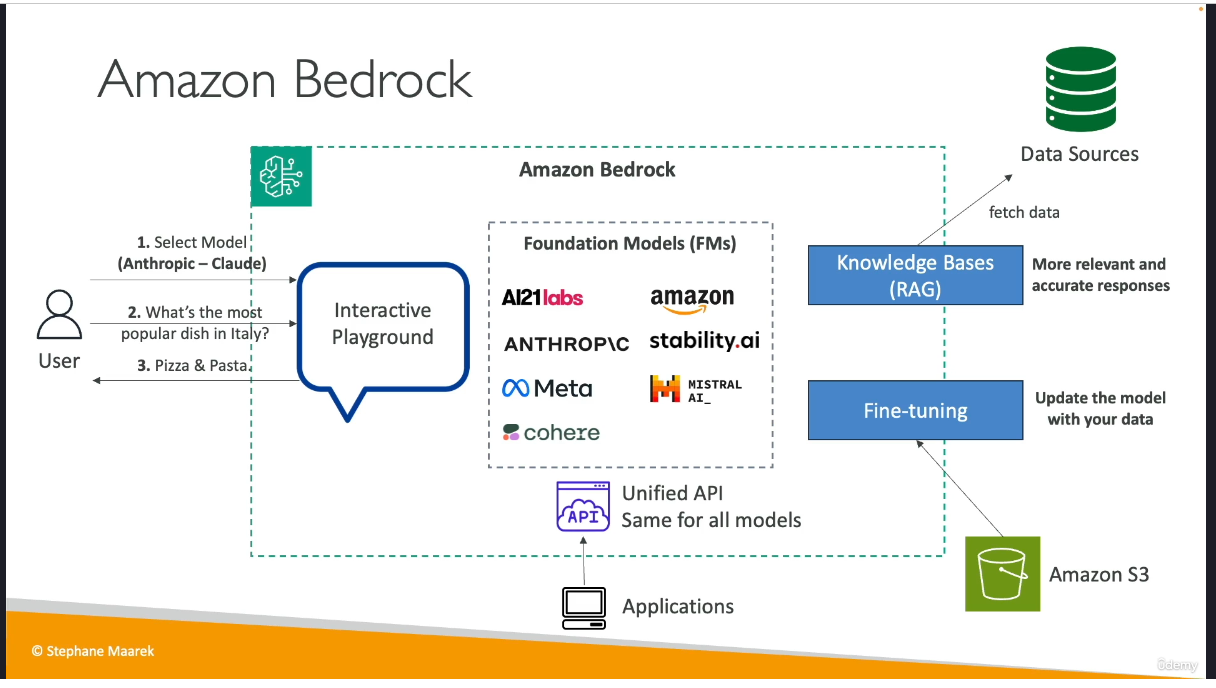 Amazon Bedrock
Data Sources
Amazon Bedrock
fetch data
1. Select Model
(Anthropic – Claude)
2. What's the most
popular dish in Italy?
3. Pizza & Pasta.
User
Interactive
Playground
Foundation Models (FMs)
AI21labs
amazon
ANTHROP\C
stability.ai
Meta
MISTRAL
AI_
cohere
Knowledge Bases
(RAG)
More relevant and
accurate responses
Fine-tuning
Update the model
with your data
API
Unified API
Same for all models
Amazon S3
Applications
© Stephane Maarek
ûdemy